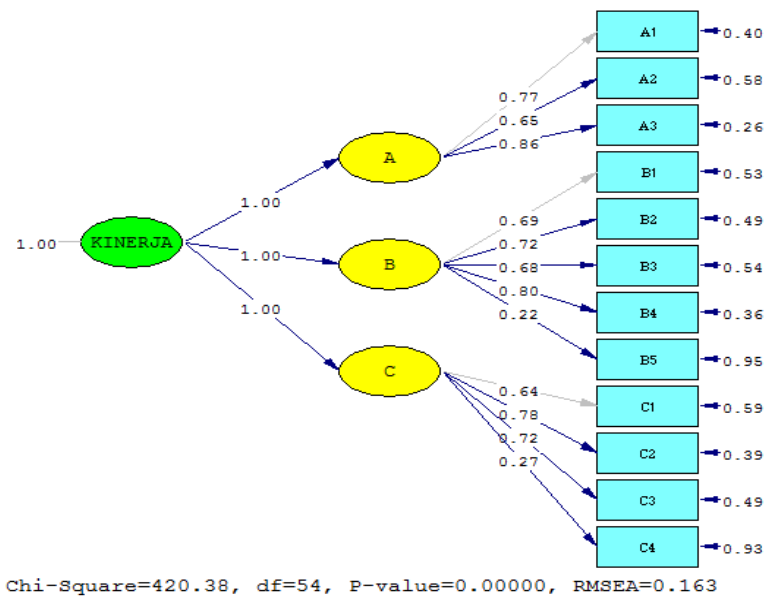 A1
0.40
A2
0.58
0.77
0.65
A3
0.26
0.86
A
B1
0.53
1.00
B2
0.49
0.69
1.00
KINERJA
0.72
1.00
B
B3
0.54
0.68
0.80
1.00
B4
0.36
0.22
B5
0.95
C
0.64
C1
0.59
0.78
0.72
C2
0.39
0.27
C3
0.49
C4
0.93
Chi-Square=420.38, df=54, P-value=0.00000, RMSEA=0.163